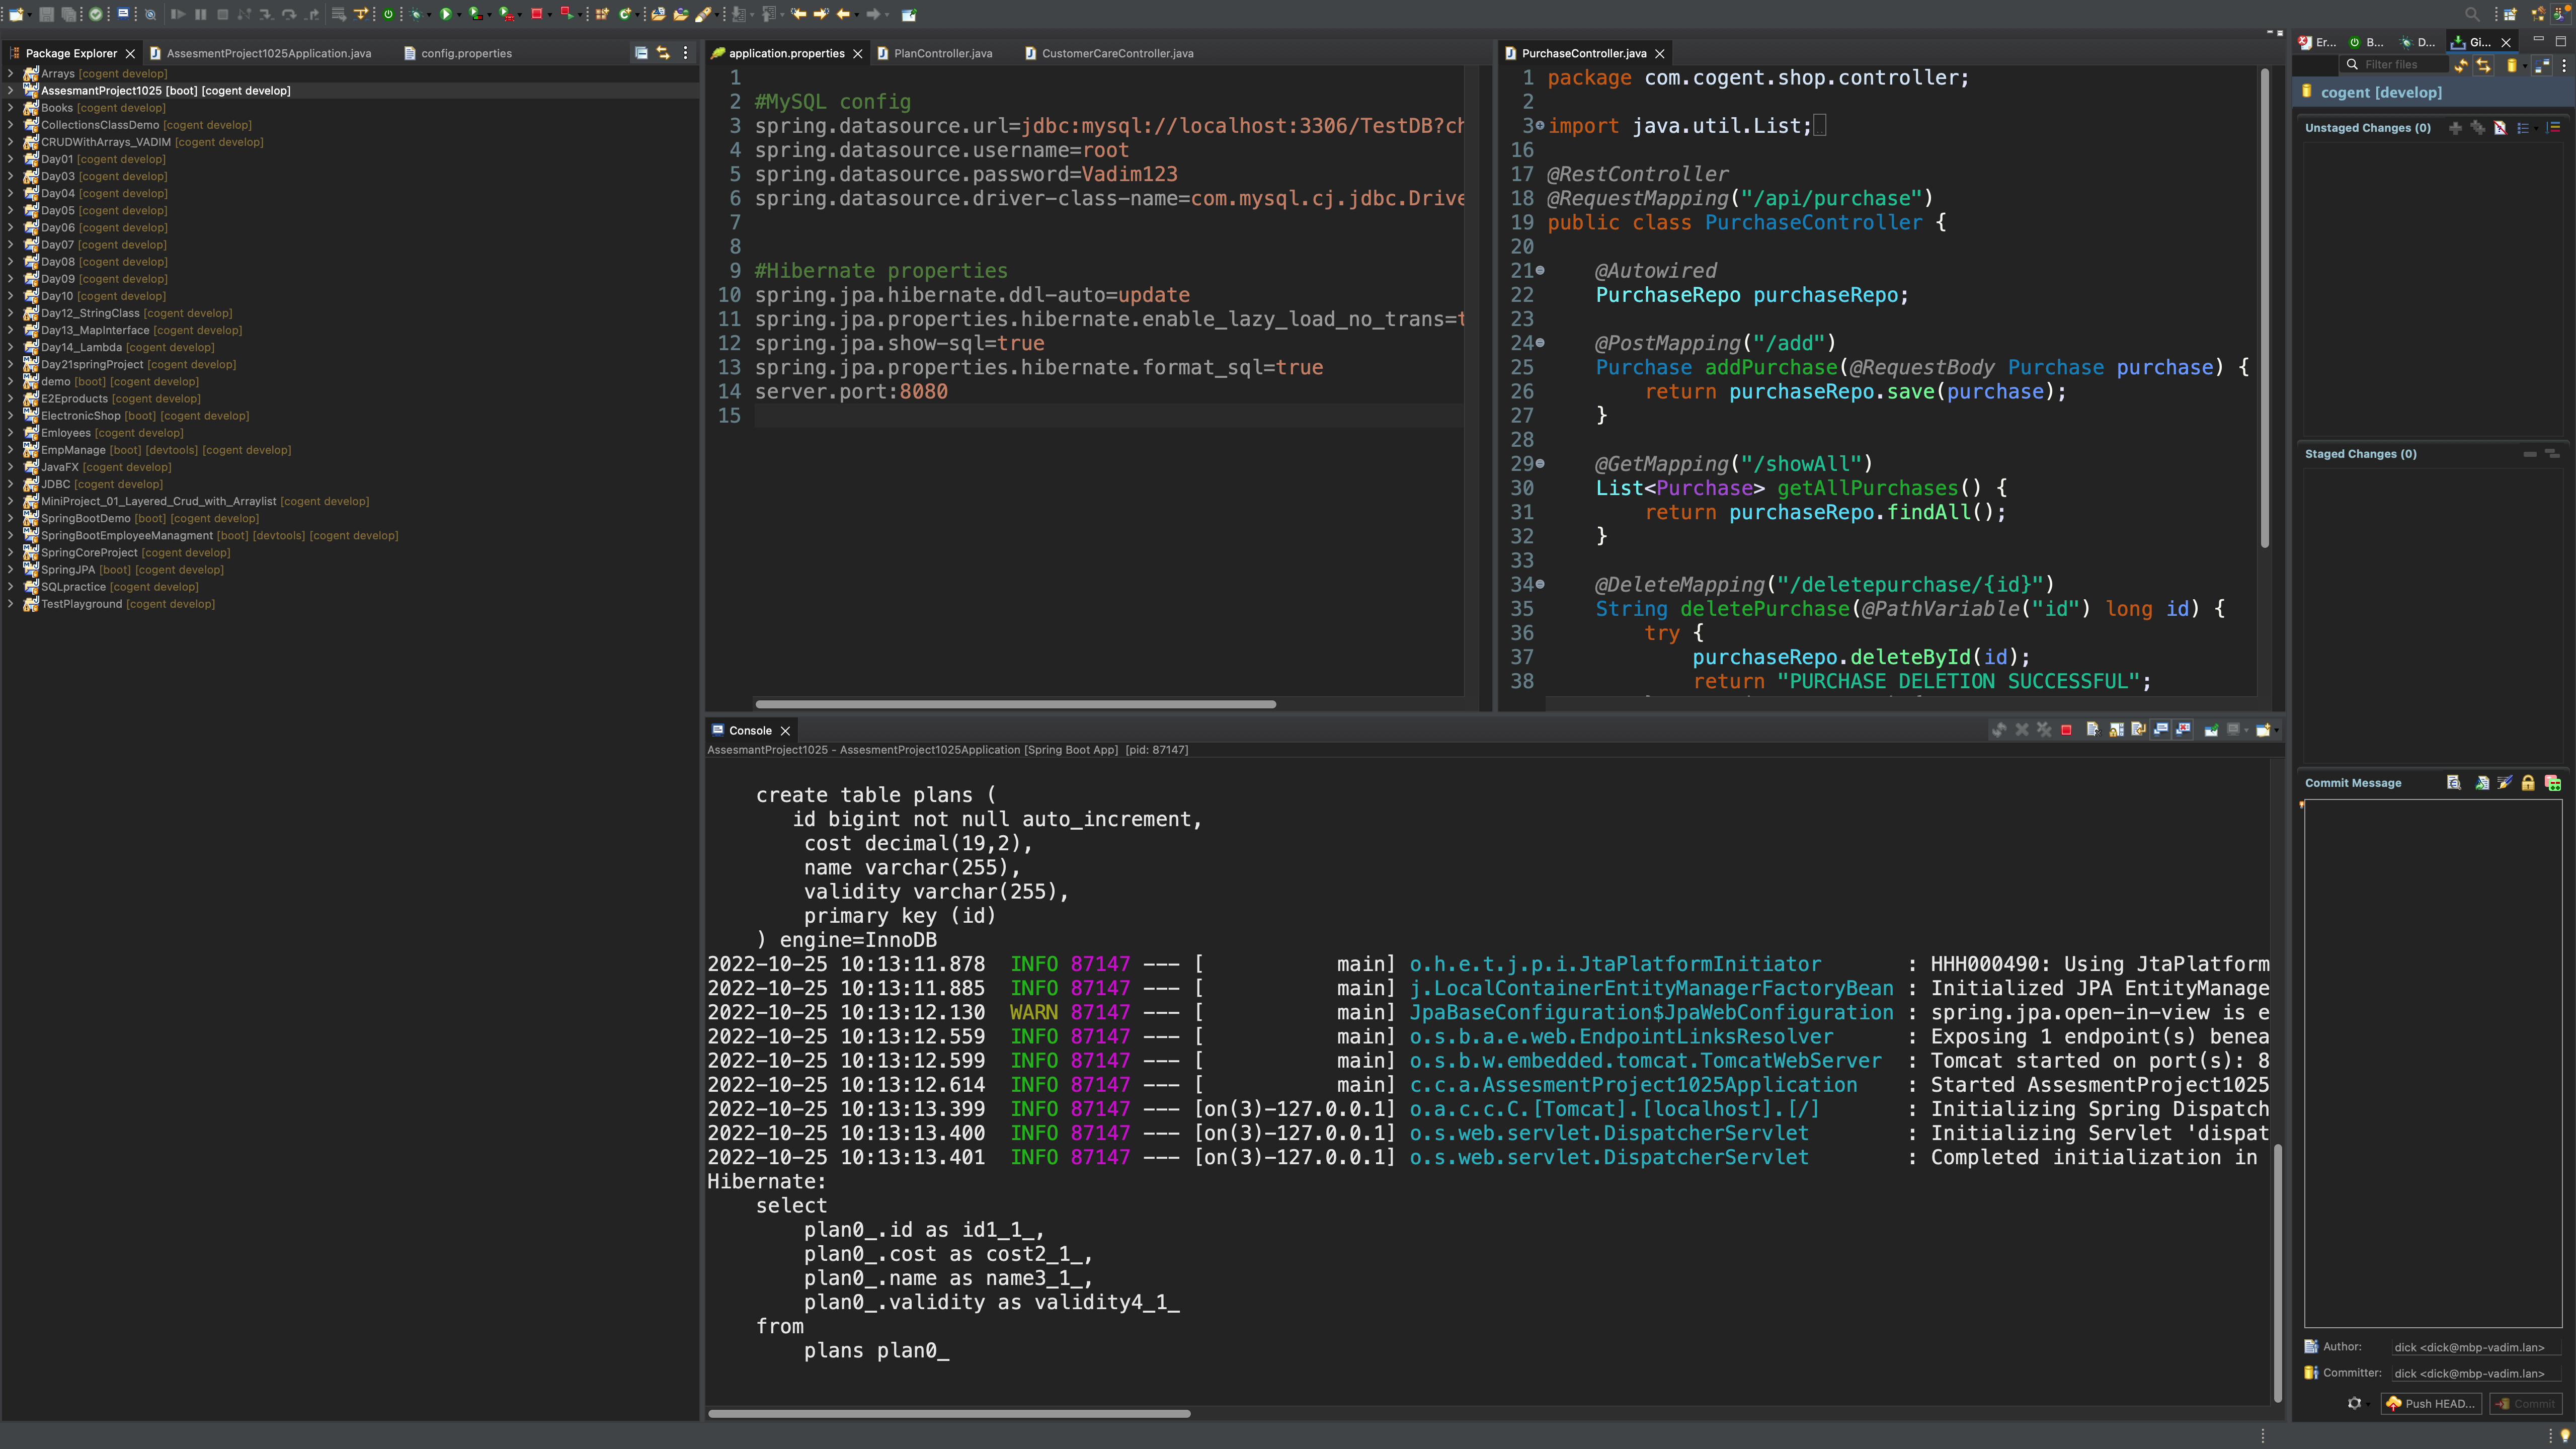 Package Explorer
AssesmentProject1025Application.java
config.properties
Arrays [cogent develop]
AssesmantProject1025 [boot] [cogent develop]
Books [cogent develop]
CollectionsClassDemo [cogent develop]
CRUDWithArrays_VADIM [cogent develop]
Day01 [cogent develop]
Day03 [cogent develop]
Day04 [cogent develop]
Day05 [cogent develop]
Day06 [cogent develop]
Day07 [cogent develop]
Day08 [cogent develop]
Day09 [cogent develop]
Day10 [cogent develop]
Day12_StringClass [cogent develop]
Day13_MapInterface [cogent develop]
Day14_Lambda [cogent develop]
Day21springProject [cogent develop]
demo [boot] [cogent develop]
E2Eproducts [cogent develop]
ElectronicShop [boot] [cogent develop]
Emloyees [cogent develop]
EmpManage [boot] [devtools] [cogent develop]
JavaFX [cogent develop]
JDBC [cogent develop]
MiniProject_01_Layered_Crud_with_Arraylist [cogent develop]
SpringBootDemo [boot] [cogent develop]
SpringBootEmployeeManagment [boot] [devtools] [cogent develop]
SpringCoreProject [cogent develop]
SpringJPA [boot] [cogent develop]
SQLpractice [cogent develop]
TestPlayground [cogent develop]
application.properties
PlanController.java
CustomerCareController.java
1
2 #MySQL config
3 spring.datasource.url=jdbc:mysql://localhost:3306/TestDB?ch
4 spring.datasource.username=root
5 spring.datasource.password=Vadim123
6 spring.datasource.driver-class-name=com.mysql.cj.jdbc.Drive
7
8
9 #Hibernate properties
10 spring.jpa.hibernate.ddl-auto=update
11 spring.jpa.properties.hibernate.enable_lazy_load_no_trans=t
12 spring.jpa.show-sql=true
13 spring.jpa.properties.hibernate.format_sql=true
14 server.port:8080
15
PurchaseController.java
1 package com.cogent.shop.controller;
2
3 import java.util.List;
16
17 @RestController
18 @RequestMapping("/api/purchase")
19 public class PurchaseController {
20
21 @Autowired
22 PurchaseRepo purchaseRepo;
23
24 @PostMapping("/add")
25 Purchase addPurchase(@RequestBody Purchase purchase) {
26 return purchaseRepo.save(purchase);
27 }
28
29 @GetMapping("/showAll")
30 List<Purchase> getAllPurchases() {
31 return purchaseRepo.findAll();
32 }
33
34 @DeleteMapping("/deletepurchase/{id}")
35 String deletePurchase(@PathVariable("id") long id) {
36 try {
37 purchaseRepo.deleteById(id);
38 return "PURCHASE DELETION SUCCESSFUL";
Console
AssesmantProject1025 - AssesmentProject1025Application [Spring Boot App] [pid: 87147]
create table plans (
id bigint not null auto_increment,
cost decimal(19,2),
name varchar(255),
validity varchar(255),
primary key (id)
) engine=InnoDB
2022-10-25 10:13:11.878 INFO 87147 --- [ main] o.h.e.t.j.p.i.JtaPlatformInitiator : HHH000490: Using JtaPlatform
2022-10-25 10:13:11.885 INFO 87147 --- [ main] j.LocalContainerEntityManagerFactoryBean : Initialized JPA EntityManage
2022-10-25 10:13:12.130 WARN 87147 --- [ main] JpaBaseConfiguration$JpaWebConfiguration : spring.jpa.open-in-view is e
2022-10-25 10:13:12.559 INFO 87147 --- [ main] o.s.b.a.e.web.EndpointLinksResolver : Exposing 1 endpoint(s) benea
2022-10-25 10:13:12.599 INFO 87147 --- [ main] o.s.b.w.embedded.tomcat.TomcatWebServer : Tomcat started on port(s): 8
2022-10-25 10:13:12.614 INFO 87147 --- [ main] c.c.a.AssesmentProject1025Application : Started AssesmentProject1025
2022-10-25 10:13:13.399 INFO 87147 --- [on(3)-127.0.0.1] o.a.c.c.C.[Tomcat].[localhost].[/] : Initializing Spring Dispatch
2022-10-25 10:13:13.400 INFO 87147 --- [on(3)-127.0.0.1] o.s.web.servlet.DispatcherServlet : Initializing Servlet 'dispat
2022-10-25 10:13:13.401 INFO 87147 --- [on(3)-127.0.0.1] o.s.web.servlet.DispatcherServlet : Completed initialization in
Hibernate:
select
plan0_.id as id1_1_,
plan0_.cost as cost2_1_,
plan0_.name as name3_1_,
plan0_.validity as validity4_1_
from
plans plan0_
Er...
B...
D...
Gi...
Filter files
cogent [develop]
Unstaged Changes (0)
Staged Changes (0)
Commit Message
Author: dick <dick@mbp-vadim.lan>
Committer: dick <dick@mbp-vadim.lan>
Push HEAD...
Commit